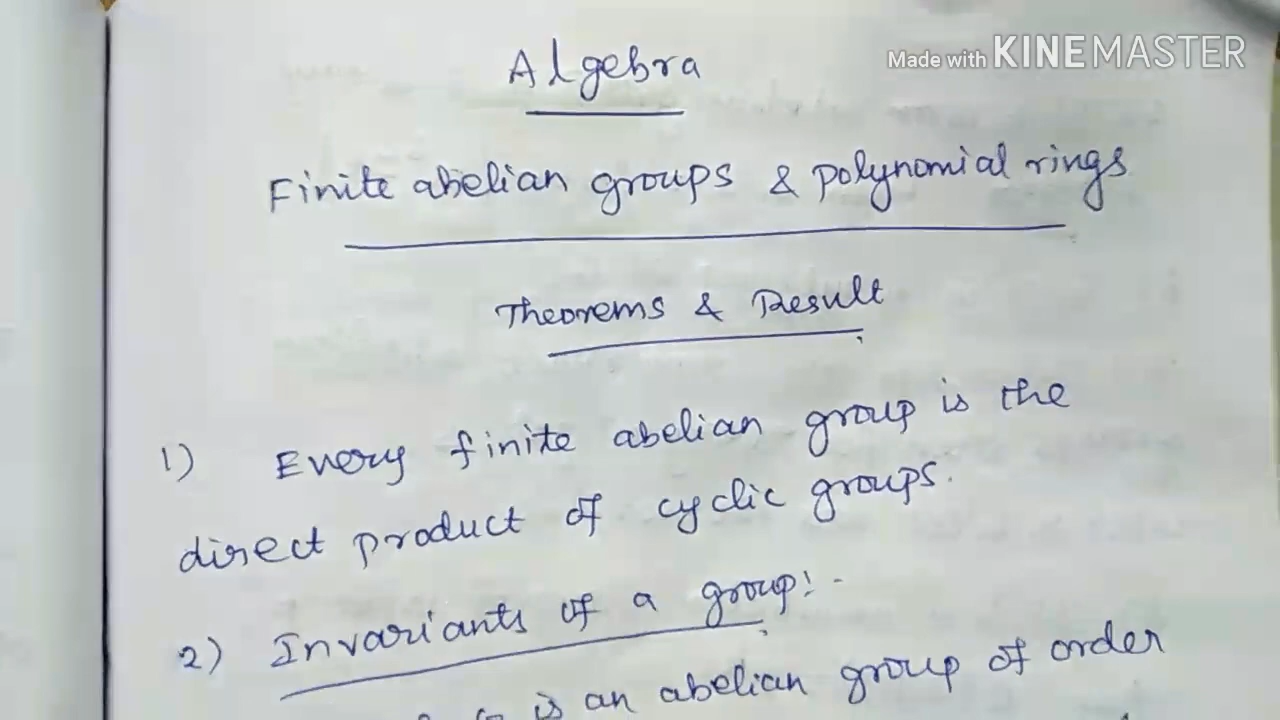 Made with KINEMASTER
Algebra
Finite abelian groups & polynomial rings
Theorems & Result
1) Every finite abelian group is the
direct product of cyclic groups.
2) Invariants of a group:-
G is an abelian group of order